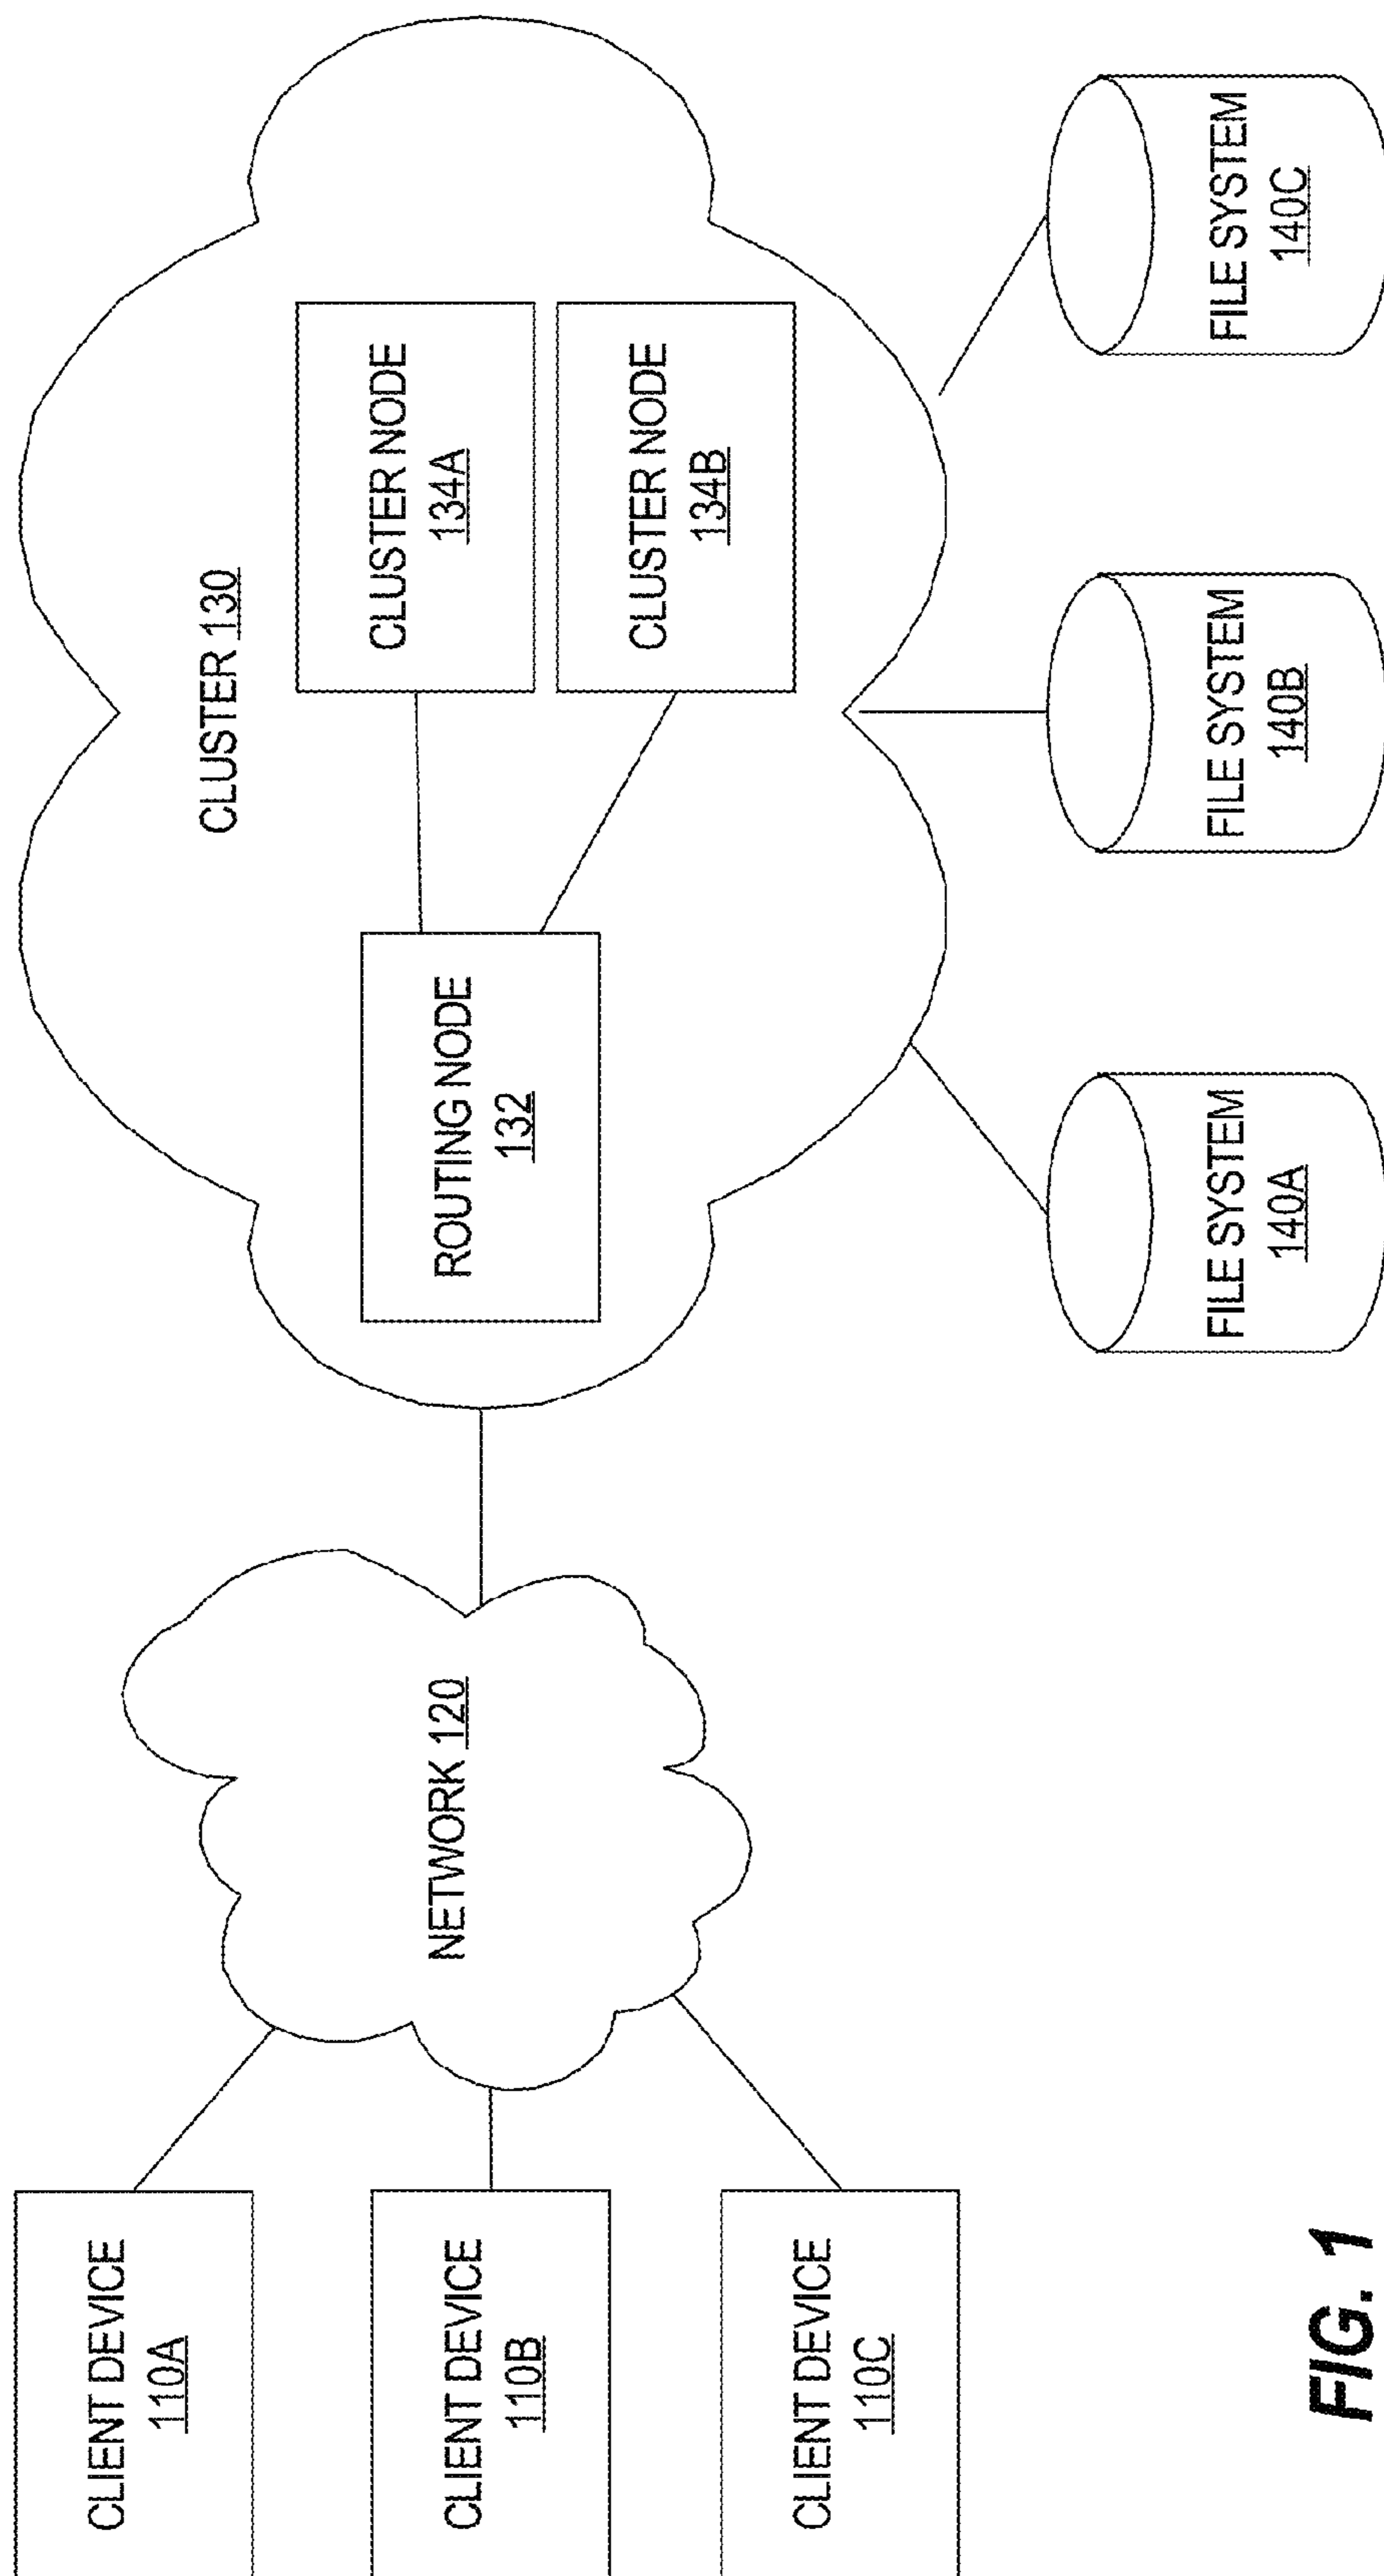 CLIENT DEVICE
110A
CLIENT DEVICE
110B
CLIENT DEVICE
110C
NETWORK 120
CLUSTER 130
ROUTING NODE
132
CLUSTER NODE
134A
CLUSTER NODE
134B
FILE SYSTEM
140A
FILE SYSTEM
140B
FILE SYSTEM
140C
FIG. 1